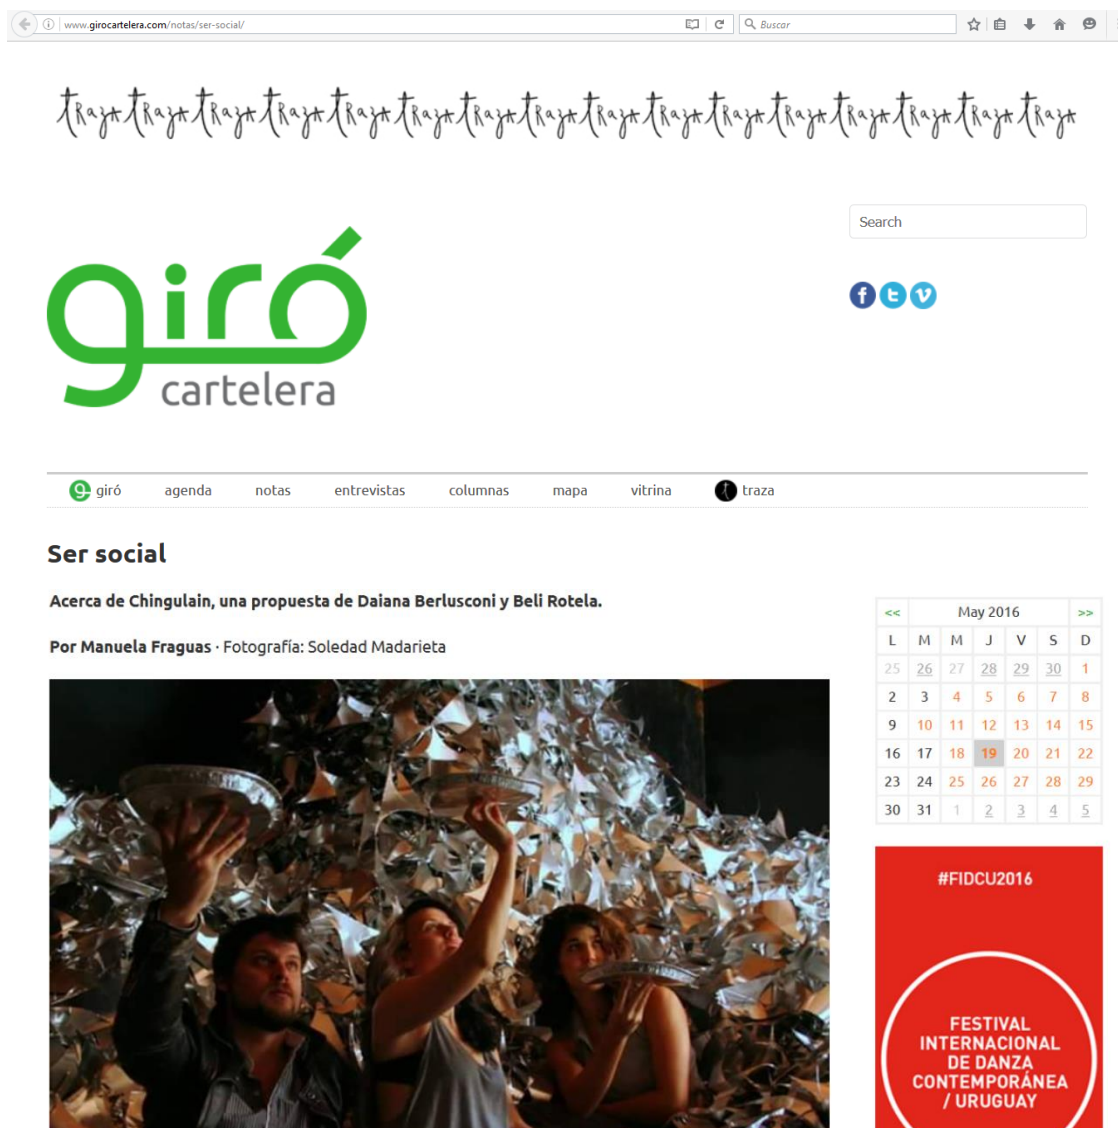 www.girocartelera.com/notas/ser-social/
Buscar
traza traza traza traza traza traza traza traza traza traza traza traza traza traza traza traza
Search
giró
cartelera
giró agenda notas entrevistas columnas mapa vitrina traza
Ser social
Acerca de Chingulain, una propuesta de Daiana Berlusconi y Beli Rotela.
Por Manuela Fraguas · Fotografía: Soledad Madarieta
<< May 2016 >>
L M M J V S D
25 26 27 28 29 30 1
2 3 4 5 6 7 8
9 10 11 12 13 14 15
16 17 18 19 20 21 22
23 24 25 26 27 28 29
30 31 1 2 3 4 5
#FIDCU2016
FESTIVAL
INTERNACIONAL
DE DANZA
CONTEMPORÁNEA
/ URUGUAY